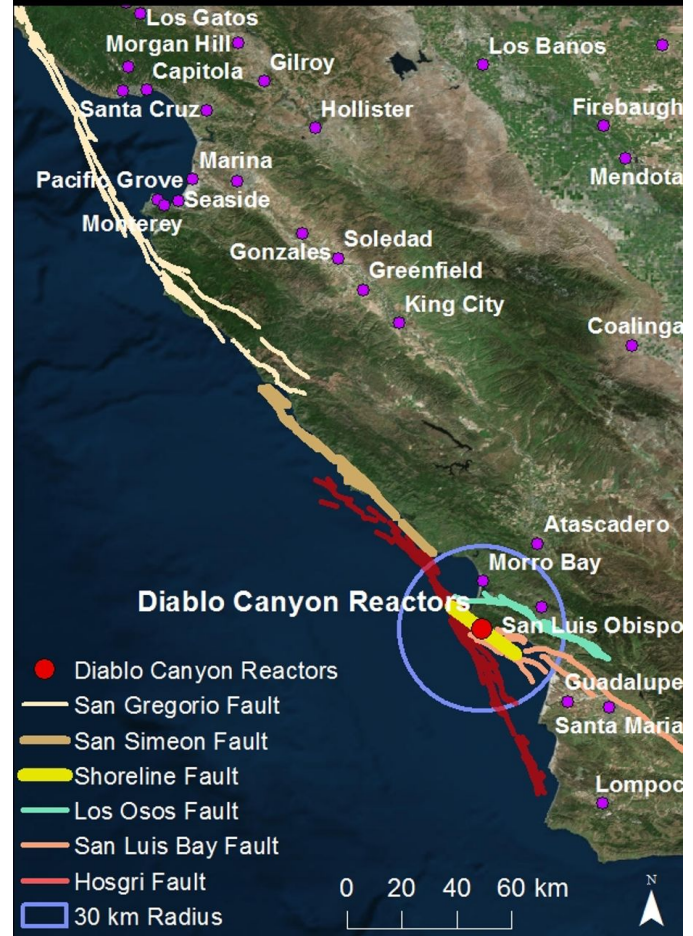 Los Gatos
Morgan Hill
Gilroy
Capitola
Santa Cruz
Hollister
Los Banos
Firebaugh
Mendota
Marina
Pacific Grove
Seaside
Monterey
Gonzales
Soledad
Greenfield
King City
Coalinga
Atascadero
Morro Bay
Diablo Canyon Reactors
San Luis Obispo
Guadalupe
Santa Maria
Lompoc
Diablo Canyon Reactors
San Gregorio Fault
San Simeon Fault
Shoreline Fault
Los Osos Fault
San Luis Bay Fault
Hosgri Fault
30 km Radius
0 20 40 60 km
N